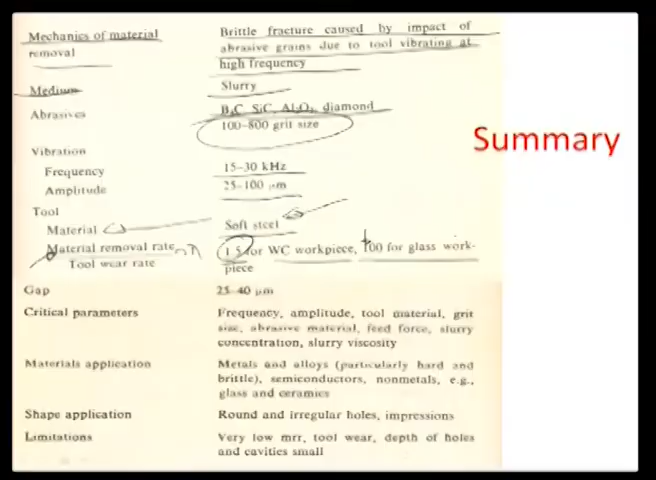 Mechanics of material Brittle fracture caused by impact of
removal abrasive grains due to tool vibrating at
high frequency
Medium Slurry
Abrasives B₄C, SiC, Al₂O₃, diamond
100–800 grit size
Summary
Vibration
Frequency 15–30 kHz
Amplitude 25–100 μm
Tool
Material Soft steel
Material removal rate 1.5 for WC workpiece, 100 for glass work-
Tool wear rate piece
Gap 25–40 μm
Critical parameters Frequency, amplitude, tool material, grit
size, abrasive material, feed force, slurry
concentration, slurry viscosity
Materials application Metals and alloys (particularly hard and
brittle), semiconductors, nonmetals, e.g.,
glass and ceramics
Shape application Round and irregular holes, impressions
Limitations Very low mrr, tool wear, depth of holes
and cavities small